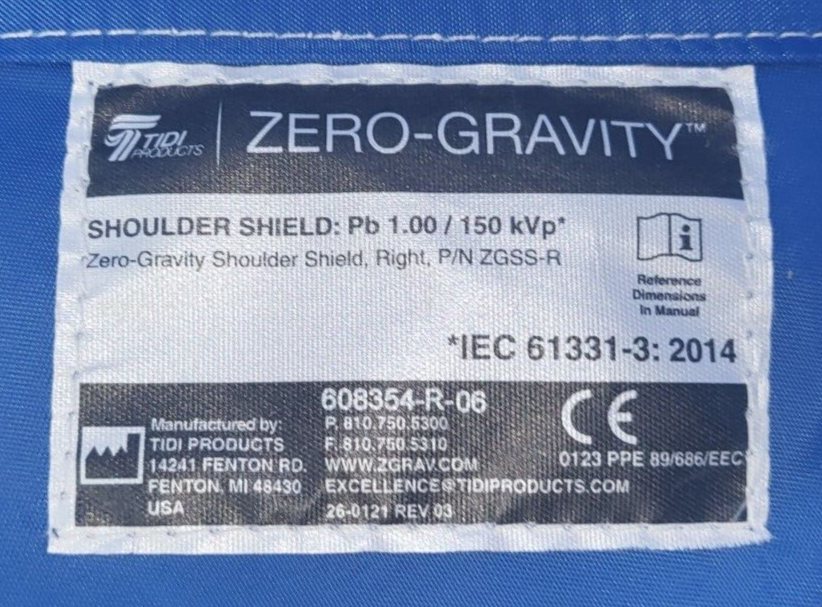 TIDI
PRODUCTS
ZERO-GRAVITY™
SHOULDER SHIELD: Pb 1.00 / 150 kVp*
Zero-Gravity Shoulder Shield, Right, P/N ZGSS-R
i
Reference
Dimensions
In Manual
*IEC 61331-3: 2014
Manufactured by:
TIDI PRODUCTS
14241 FENTON RD.
FENTON, MI 48430
USA
608354-R-06
P. 810.750.5300
F. 810.750.5310
WWW.ZGRAV.COM
EXCELLENCE@TIDIPRODUCTS.COM
26-0121 REV 03
CE
0123 PPE 89/686/EEC